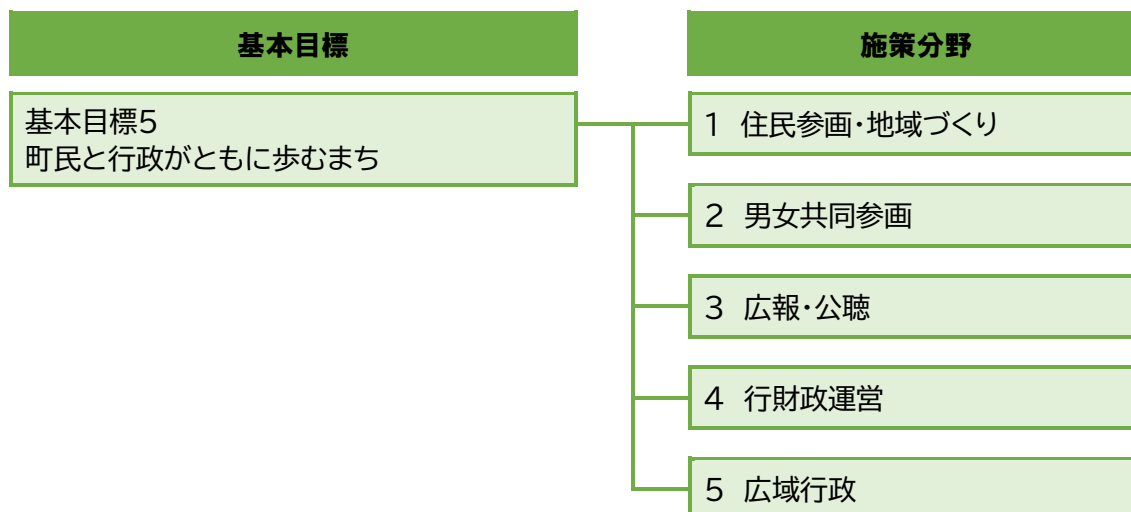 基本目標
施策分野
基本目標5
町民と行政がともに歩むまち
1 住民参画・地域づくり
2 男女共同参画
3 広報・公聴
4 行財政運営
5 広域行政